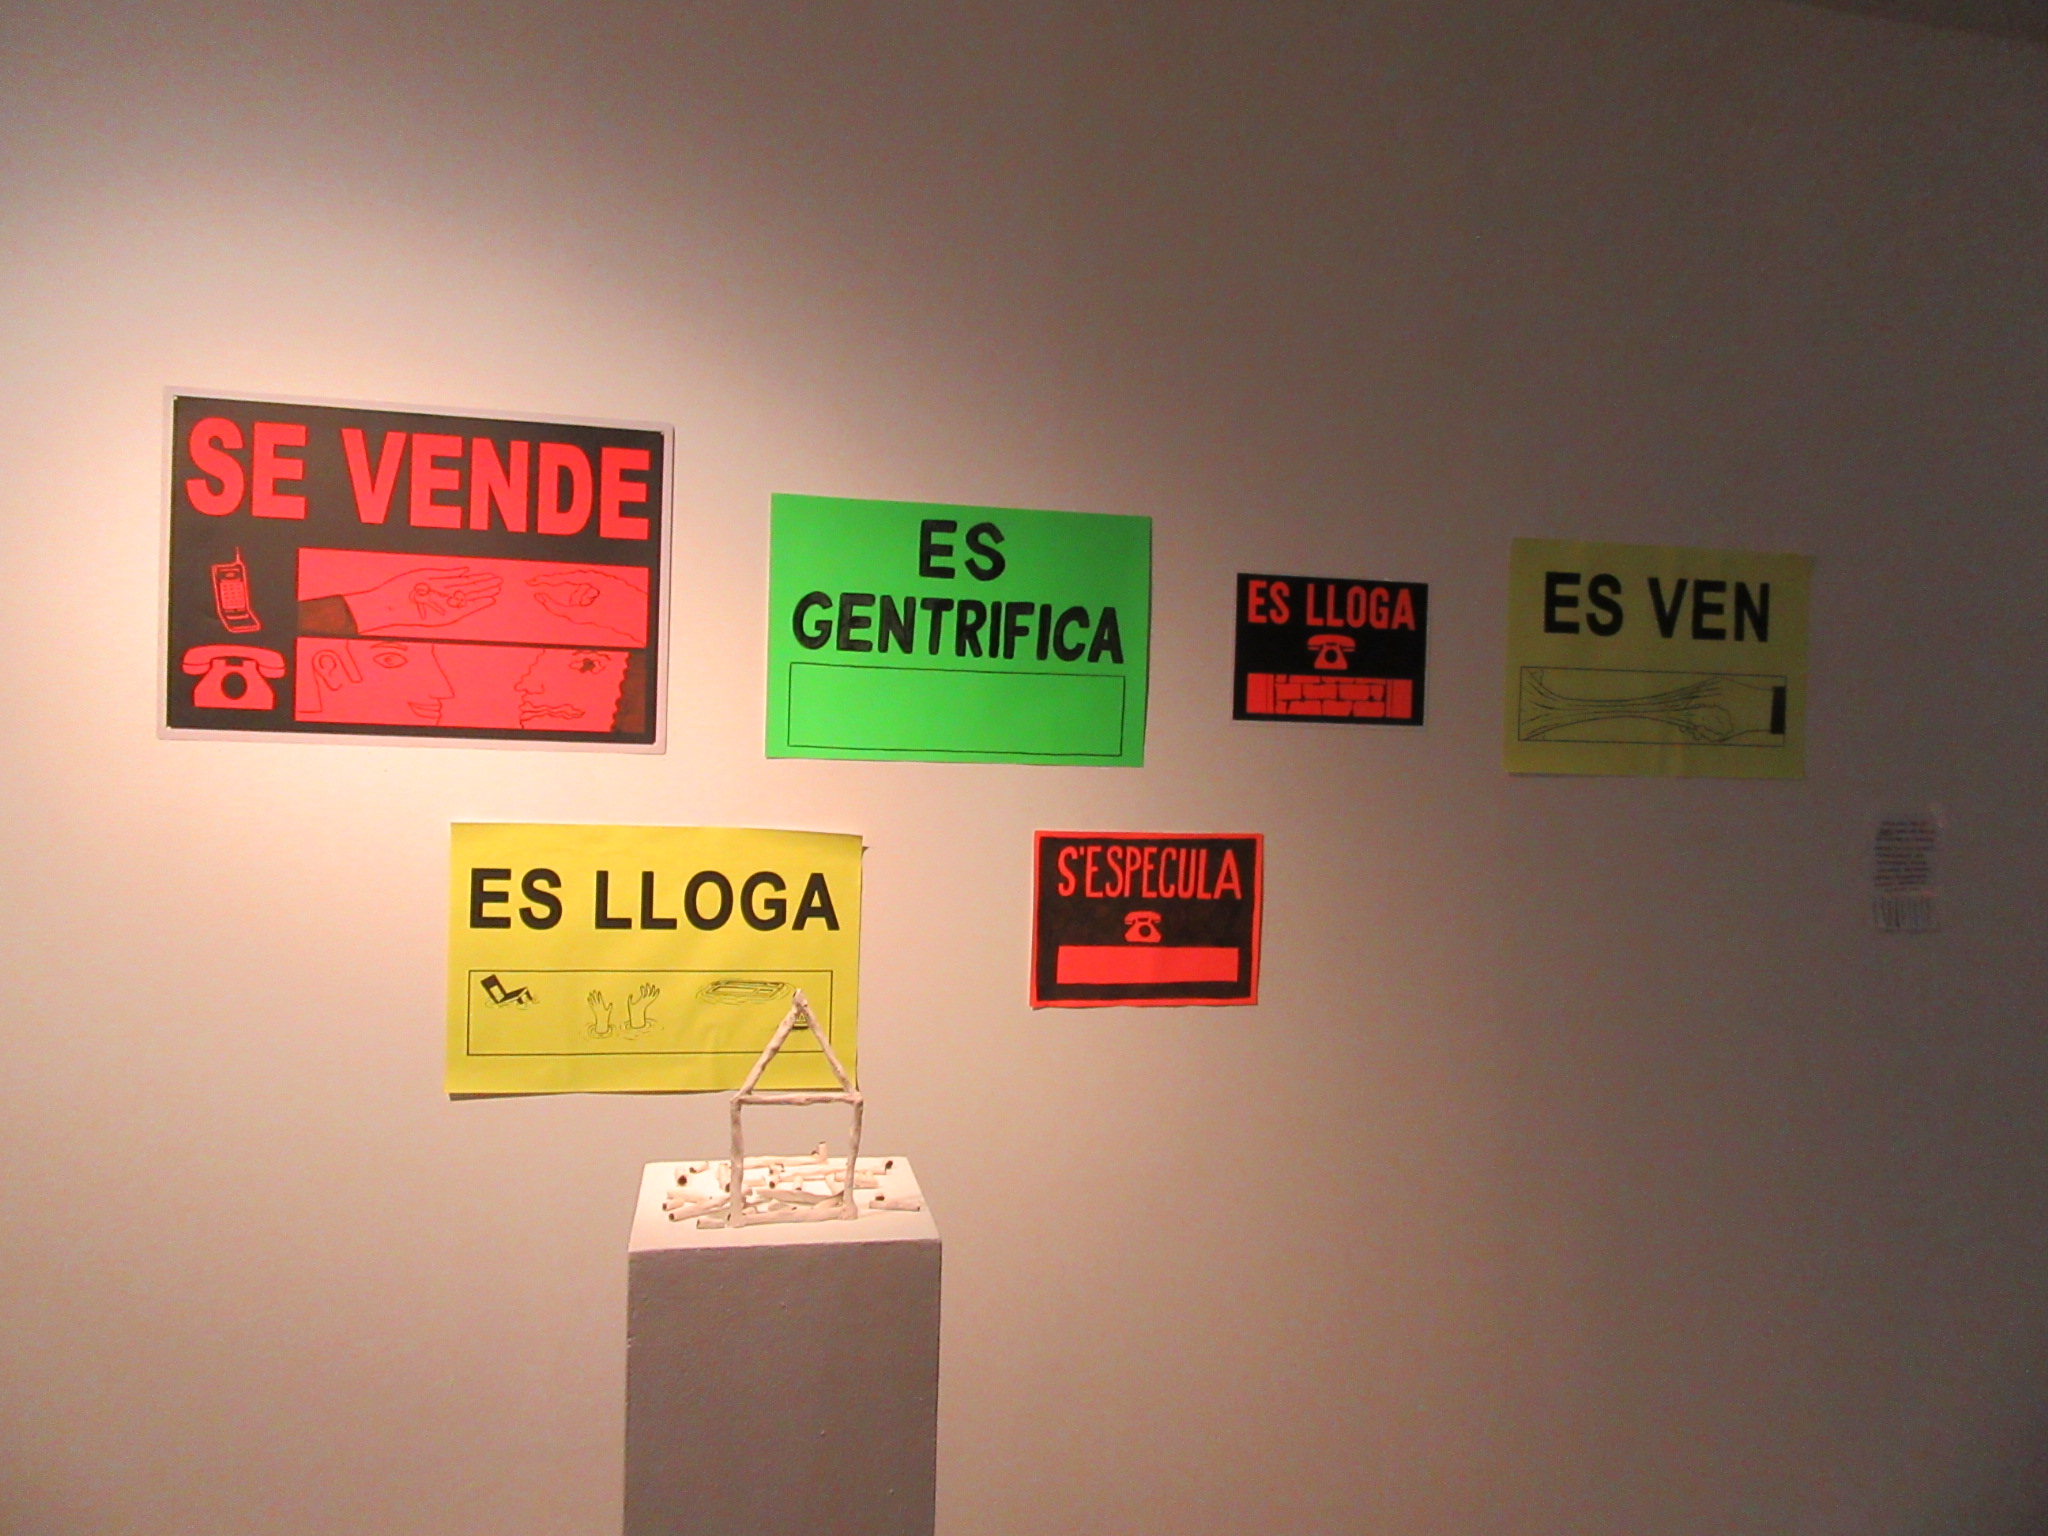 SE VENDE
ES
GENTRIFICA
ES LLOGA
ES VEN
ES LLOGA
S'ESPECULA